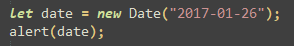 let date = new Date("2017-01-26");
alert(date);